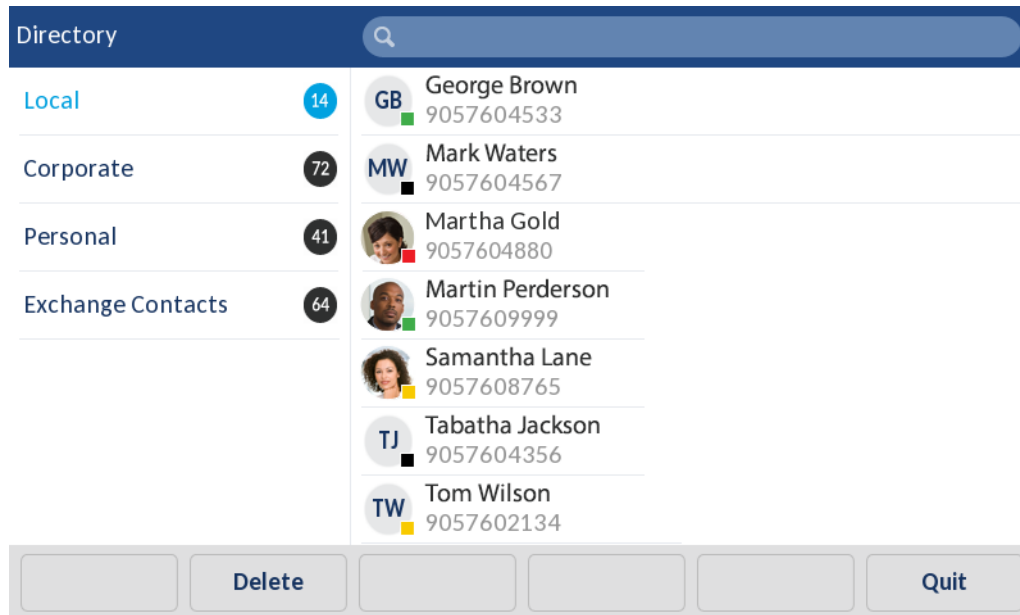 Directory
Local 14
Corporate 72
Personal 41
Exchange Contacts 64
GB George Brown
9057604533
MW Mark Waters
9057604567
Martha Gold
9057604880
Martin Perderson
9057609999
Samantha Lane
9057608765
TJ Tabatha Jackson
9057604356
TW Tom Wilson
9057602134
Delete Quit